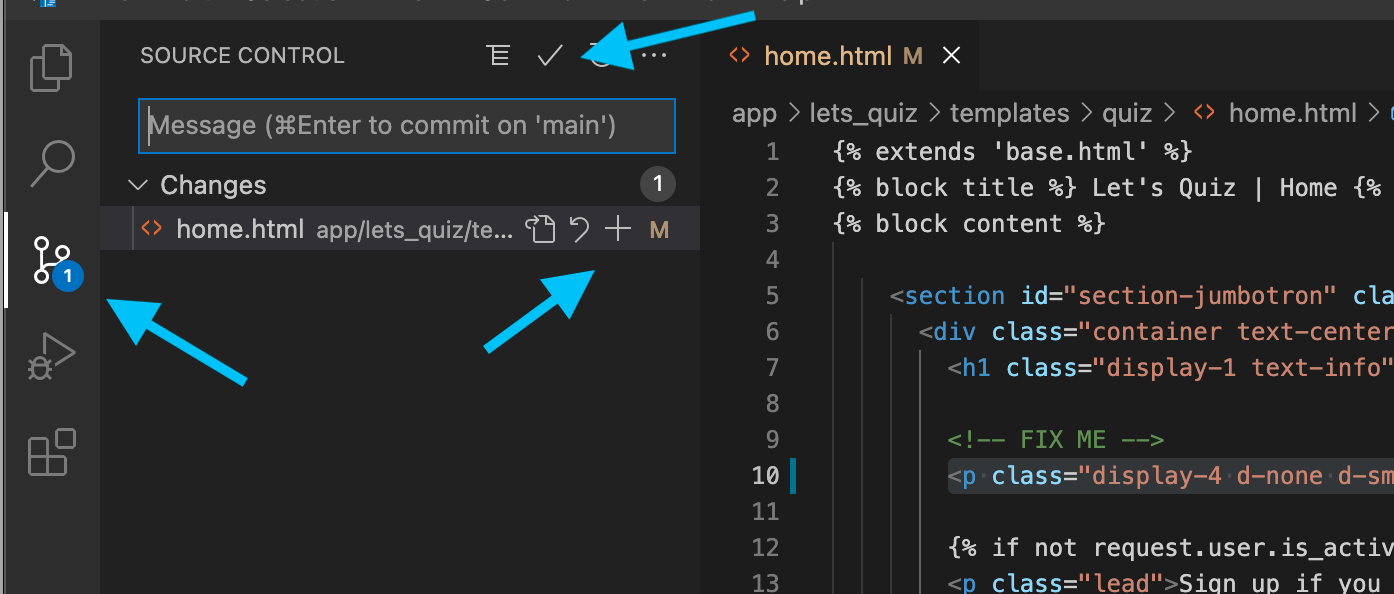 SOURCE CONTROL
Message (⌘Enter to commit on 'main')
Changes
1
home.html app/lets_quiz/te... M
1
home.html M
app > lets_quiz > templates > quiz > <> home.html >
1 {% extends 'base.html' %}
2 {% block title %} Let's Quiz | Home {%
3 {% block content %}
4
5 <section id="section-jumbotron" cla
6 <div class="container text-center
7 <h1 class="display-1 text-info"
8
9 <!-- FIX ME -->
10 <p class="display-4 d-none d-sm
11
12 {% if not request.user.is_activ
13 <p class="lead">Sign up if you